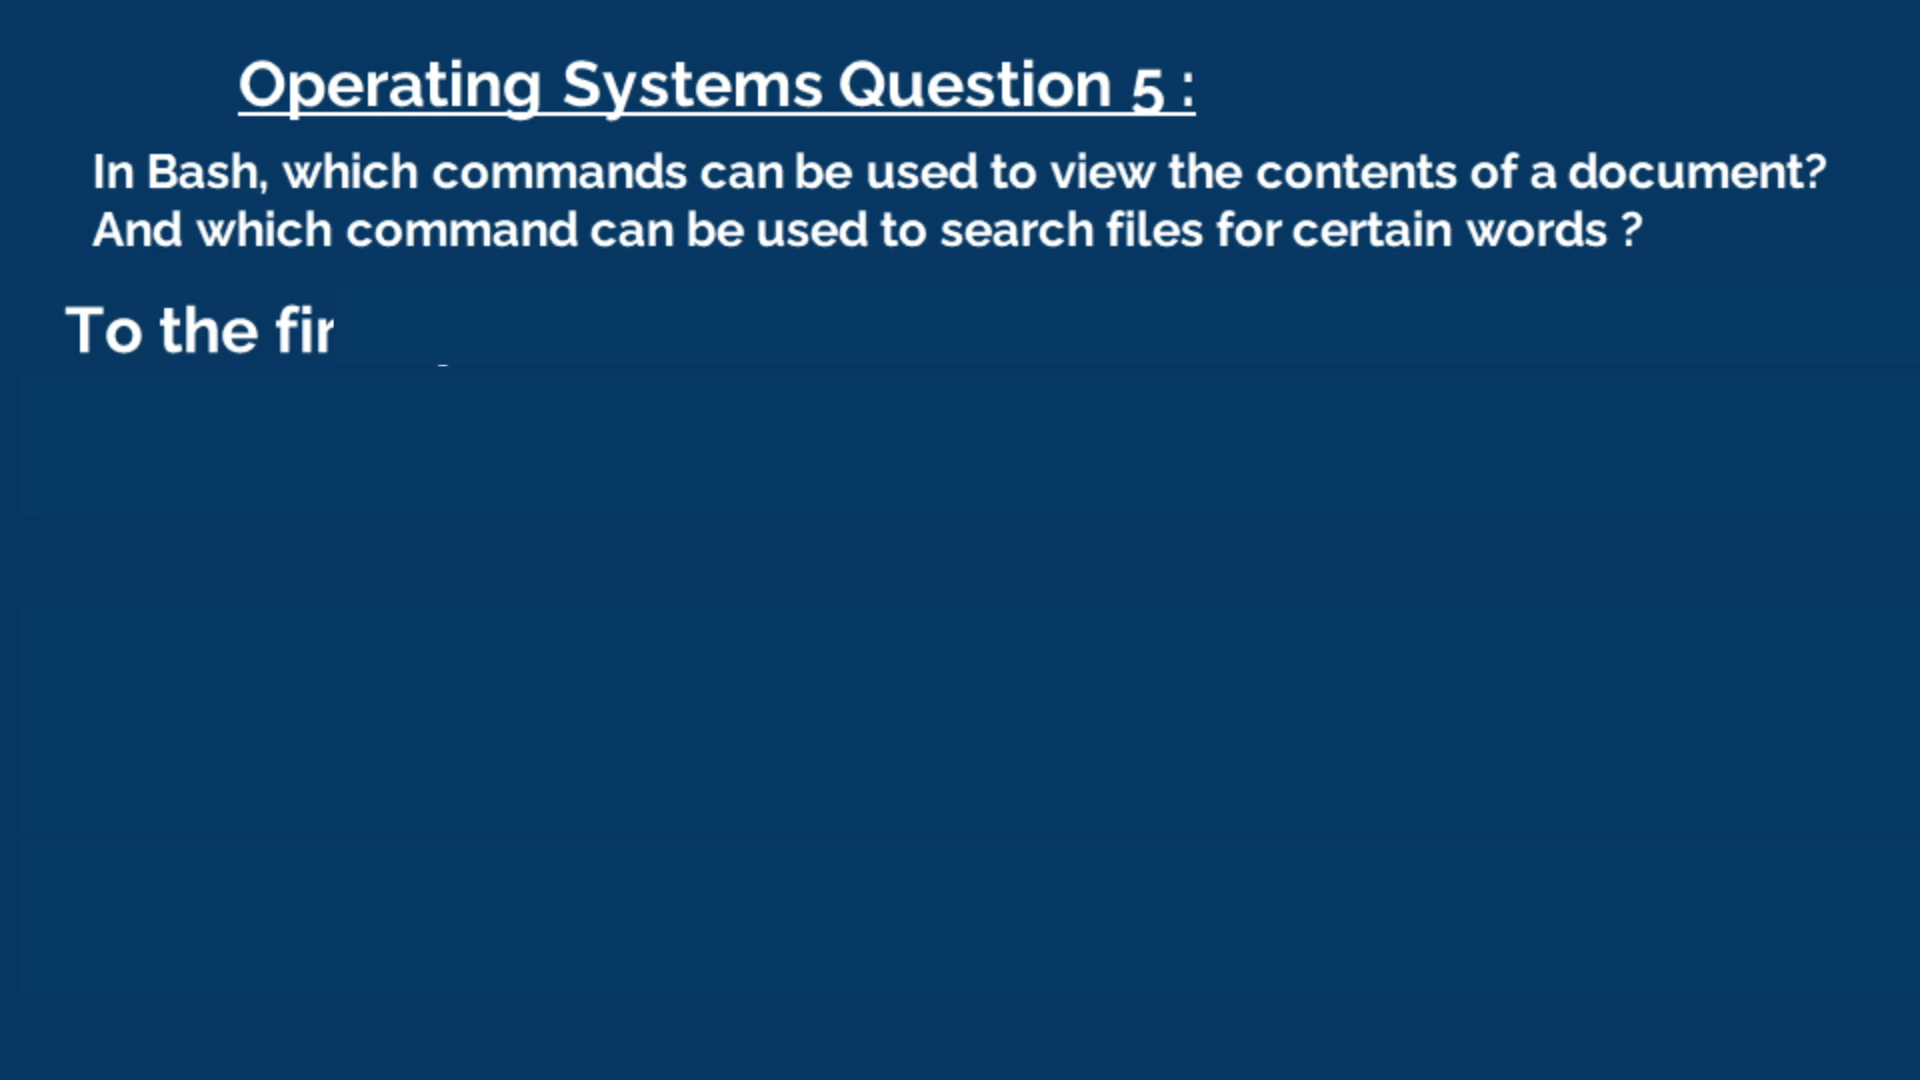 Operating Systems Question 5 :
In Bash, which commands can be used to view the contents of a document?
And which command can be used to search files for certain words ?
To the fir